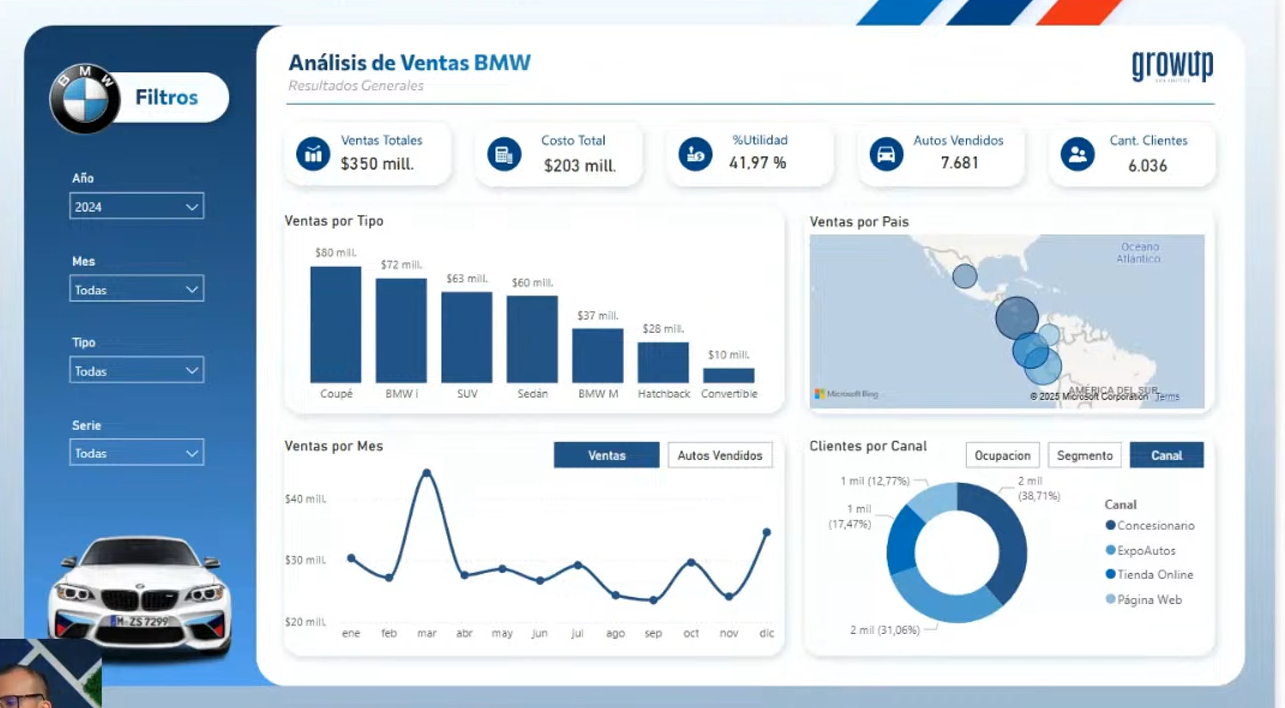 BMW
Filtros
Año
2024
Mes
Todas
Tipo
Todas
Serie
Todas
M·ZS 7299
Análisis de Ventas BMW
Resultados Generales
growup
Ventas Totales
$350 mill.
Costo Total
$203 mill.
%Utilidad
41,97 %
Autos Vendidos
7.681
Cant. Clientes
6.036
Ventas por Tipo
$80 mill.
$72 mill.
$63 mill.
$60 mill.
$37 mill.
$28 mill.
$10 mill.
Coupé
BMW i
SUV
Sedán
BMW M
Hatchback
Convertible
Ventas por Pais
Océano
Atlántico
AMÉRICA DEL SUR
Microsoft Bing
© 2025 Microsoft Corporation Terms
Ventas por Mes
Ventas
Autos Vendidos
$40 mill.
$30 mill.
$20 mill.
ene feb mar abr may jun jul ago sep oct nov dic
Clientes por Canal
Ocupacion
Segmento
Canal
1 mil (12,77%)
2 mil
(38,71%)
1 mil
(17,47%)
2 mil (31,06%)
Canal
Concesionario
ExpoAutos
Tienda Online
Página Web